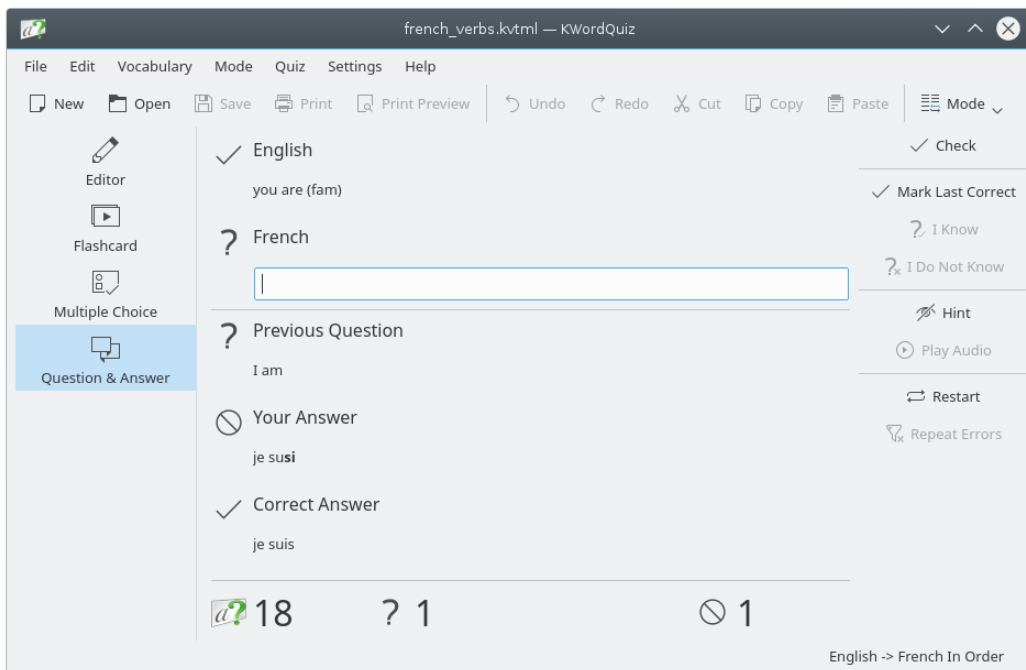 french_verbs.kvtml — KWordQuiz
File Edit Vocabulary Mode Quiz Settings Help
New Open Save Print Print Preview Undo Redo Cut Copy Paste Mode
Editor
Flashcard
Multiple Choice
Question & Answer
English
you are (fam)
French
Previous Question
I am
Your Answer
je susi
Correct Answer
je suis
a? 18 ? 1 1
Check
Mark Last Correct
I Know
I Do Not Know
Hint
Play Audio
Restart
Repeat Errors
English -> French In Order